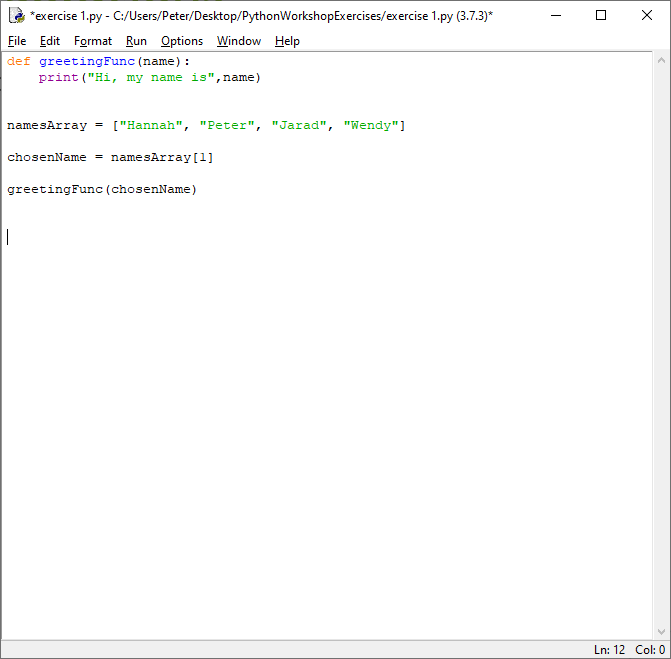 *exercise 1.py - C:/Users/Peter/Desktop/PythonWorkshopExercises/exercise 1.py (3.7.3)*
File Edit Format Run Options Window Help
def greetingFunc(name):
    print("Hi, my name is",name)
namesArray = ["Hannah", "Peter", "Jarad", "Wendy"]
chosenName = namesArray[1]
greetingFunc(chosenName)
Ln: 12 Col: 0